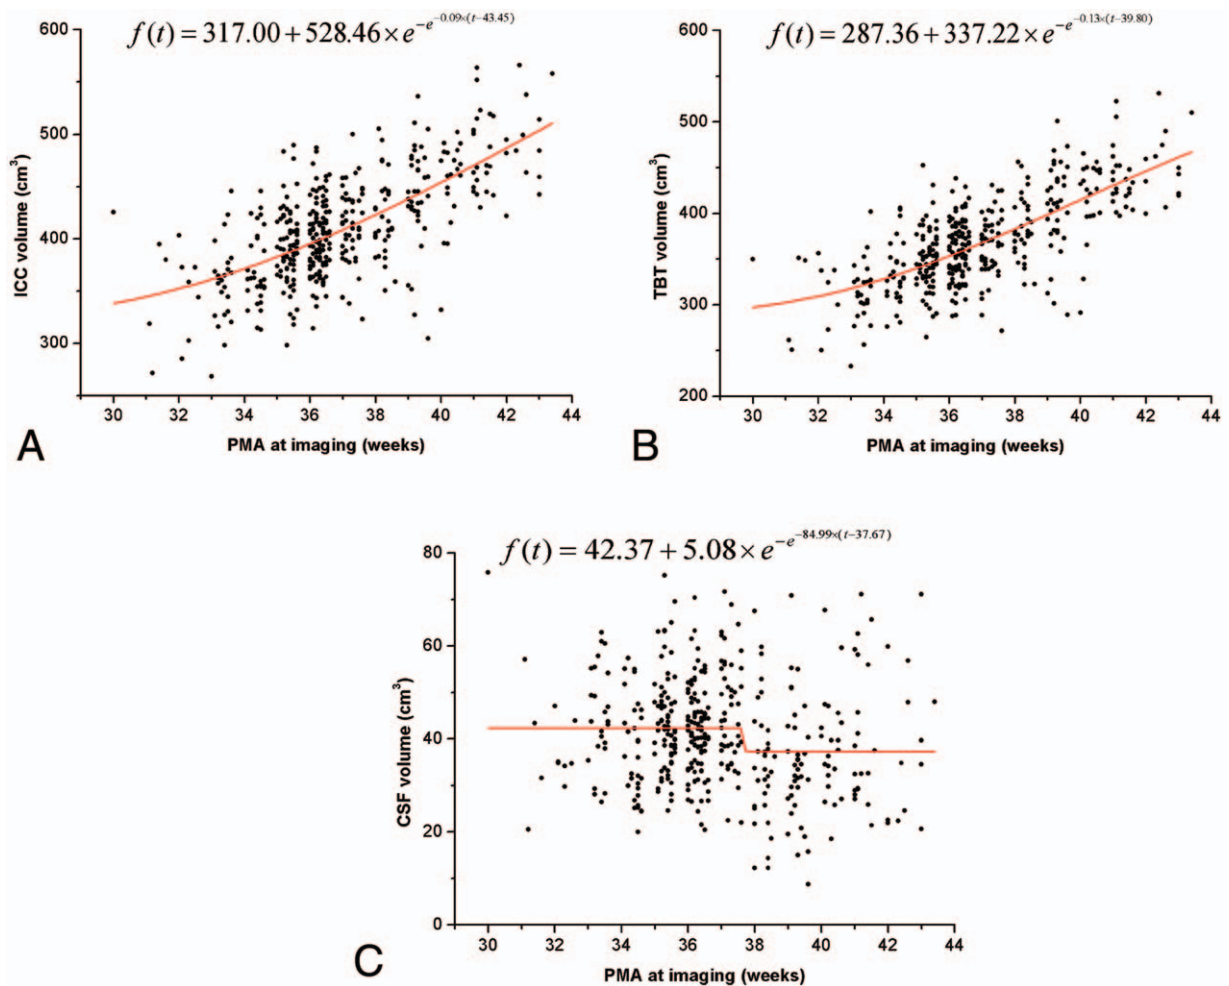 f(t) = 317.00 + 528.46 × e^{-e^{-0.09×(t-43.45)}}
600
500
400
300
ICC volume (cm³)
30 32 34 36 38 40 42 44
PMA at imaging (weeks)
A
f(t) = 287.36 + 337.22 × e^{-e^{-0.13×(t-39.80)}}
600
500
400
300
200
TBT volume (cm³)
30 32 34 36 38 40 42 44
PMA at imaging (weeks)
B
f(t) = 42.37 + 5.08 × e^{-e^{-84.99×(t-37.67)}}
80
60
40
20
0
CSF volume (cm³)
30 32 34 36 38 40 42 44
PMA at imaging (weeks)
C